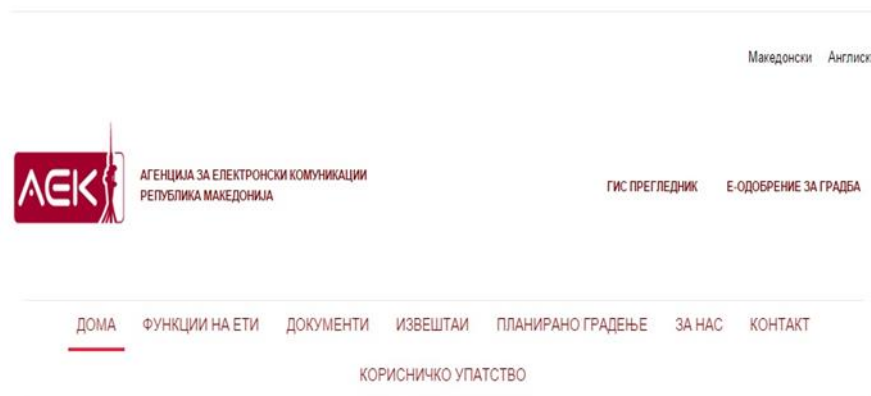 Македонски Англиск
АЕК
АГЕНЦИЈА ЗА ЕЛЕКТРОНСКИ КОМУНИКАЦИИ
РЕПУБЛИКА МАКЕДОНИЈА
ГИС ПРЕГЛЕДНИК Е-ОДОБРЕНИЕ ЗА ГРАДБА
ДОМА ФУНКЦИИ НА ЕТИ ДОКУМЕНТИ ИЗВЕШТАИ ПЛАНИРАНО ГРАДЕЊЕ ЗА НАС КОНТАКТ
КОРИСНИЧКО УПАТСТВО